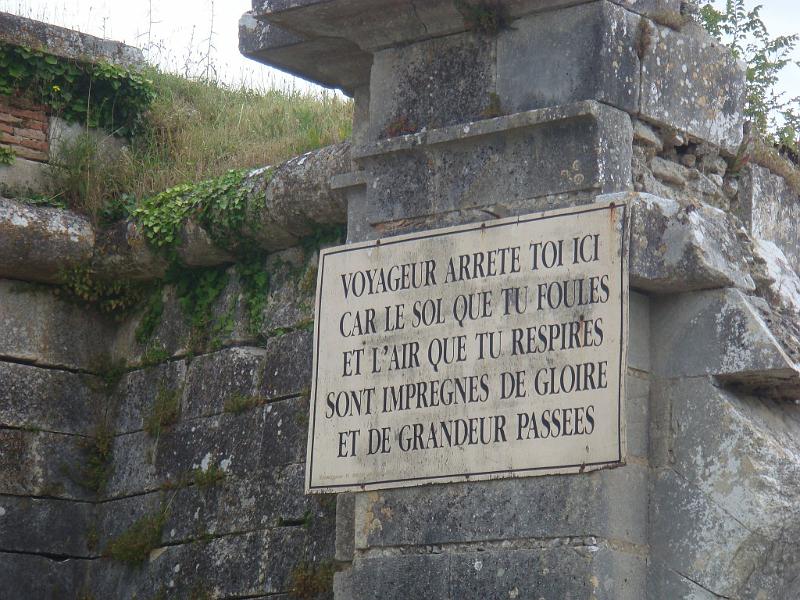 VOYAGEUR ARRETE TOI ICI
CAR LE SOL QUE TU FOULES
ET L'AIR QUE TU RESPIRES
SONT IMPREGNES DE GLOIRE
ET DE GRANDEUR PASSEES